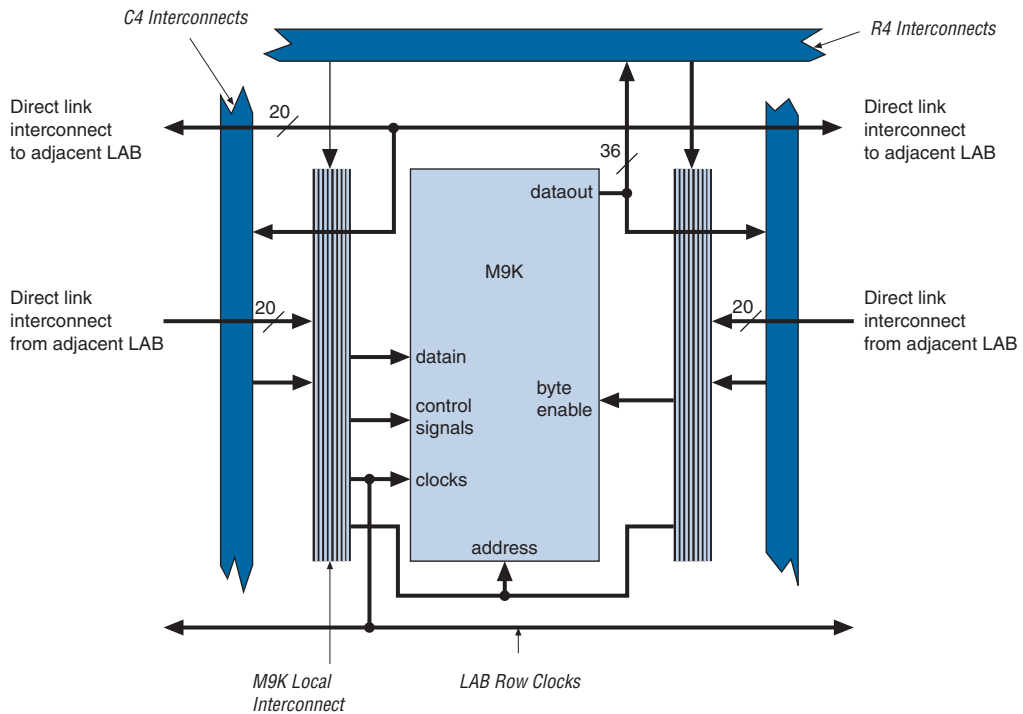 C4 Interconnects
R4 Interconnects
Direct link
interconnect
to adjacent LAB
20
Direct link
interconnect
to adjacent LAB
36
dataout
M9K
Direct link
interconnect
from adjacent LAB
20
20
Direct link
interconnect
from adjacent LAB
datain
control
signals
byte
enable
clocks
address
M9K Local
Interconnect
LAB Row Clocks